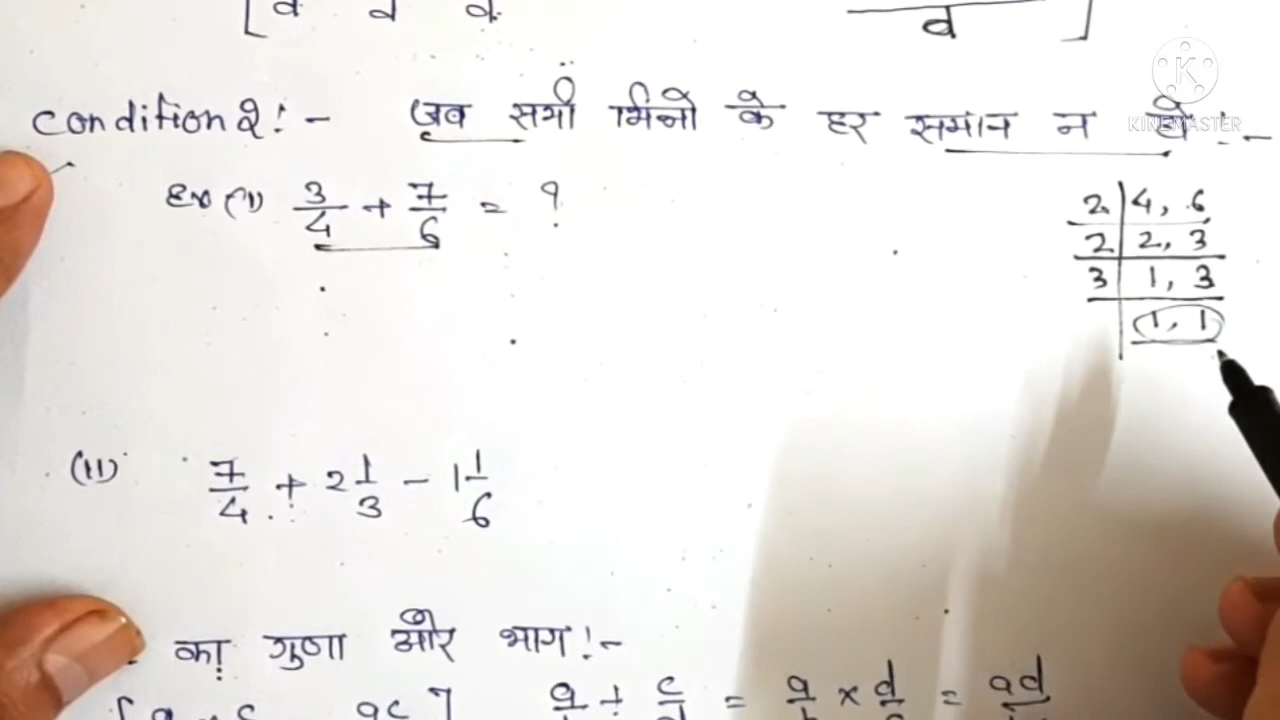 [ व व व व ]
Condition 2:- जब सभी भिन्नो के हर समान न हो :-
KINEMASTER
(i) 3/4 + 7/6 = ?
2 | 4, 6
2 | 2, 3
3 | 1, 3
1, 1
(ii) 7/4 + 2 1/3 - 1 1/6
का गुणा और भाग :-
a/ ÷ c/d = a/ × d/ = ad/